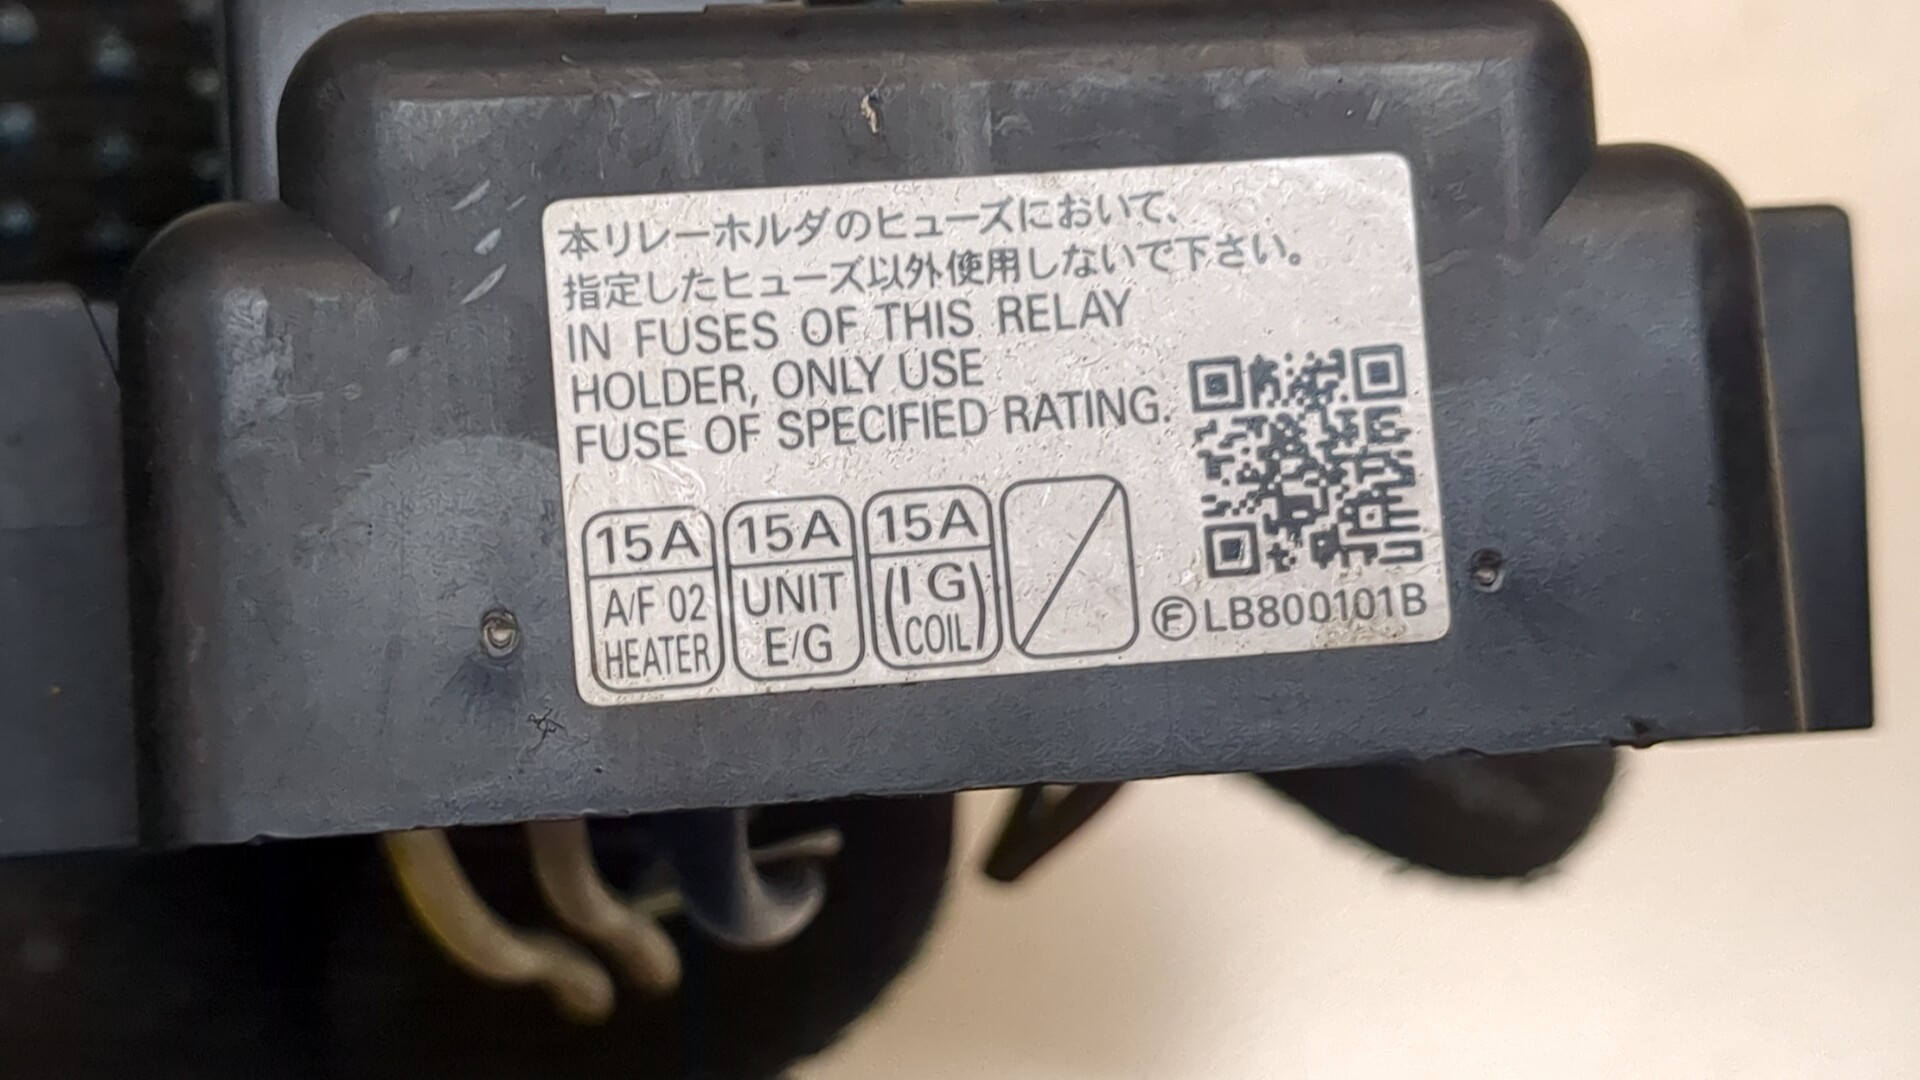 本リレーホルダのヒューズにおいて、
指定したヒューズ以外使用しないで下さい。
IN FUSES OF THIS RELAY
HOLDER, ONLY USE
FUSE OF SPECIFIED RATING.
15A
A/F O2
HEATER
15A
UNIT
E/G
15A
(IG
COIL)
ⒻLB800101B